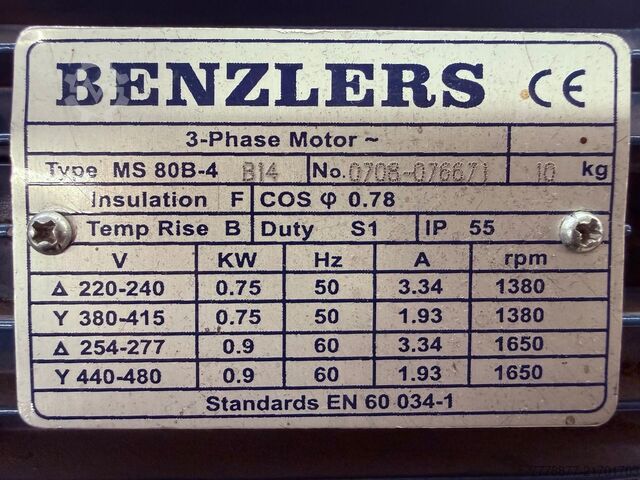 BENZLERS CE
3-Phase Motor ~
Type MS 80B-4 B14 No. 0708-076671 10 kg
Insulation F COS φ 0.78
Temp Rise B Duty S1 IP 55
V KW Hz A rpm
Δ 220-240 0.75 50 3.34 1380
Y 380-415 0.75 50 1.93 1380
Δ 254-277 0.9 60 3.34 1650
Y 440-480 0.9 60 1.93 1650
Standards EN 60 034-1